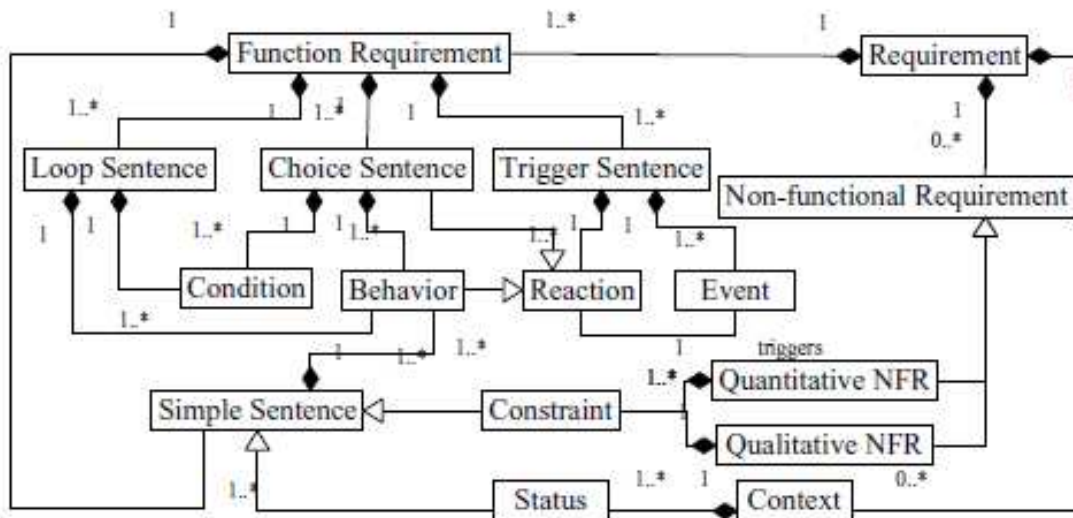 1
1..*
1
Function Requirement
Requirement
1..*
1
1..*
1
1
1..*
1
0..*
Loop Sentence
Choice Sentence
Trigger Sentence
Non-functional Requirement
1
1
1..*
1
1
1..*
1..*
1
1
1..*
Condition
Behavior
Reaction
Event
1..*
1
1..*
1..*
1
triggers
1..*
Quantitative NFR
Simple Sentence
Constraint
1
Qualitative NFR
1..*
1..*
1
0..*
Status
Context